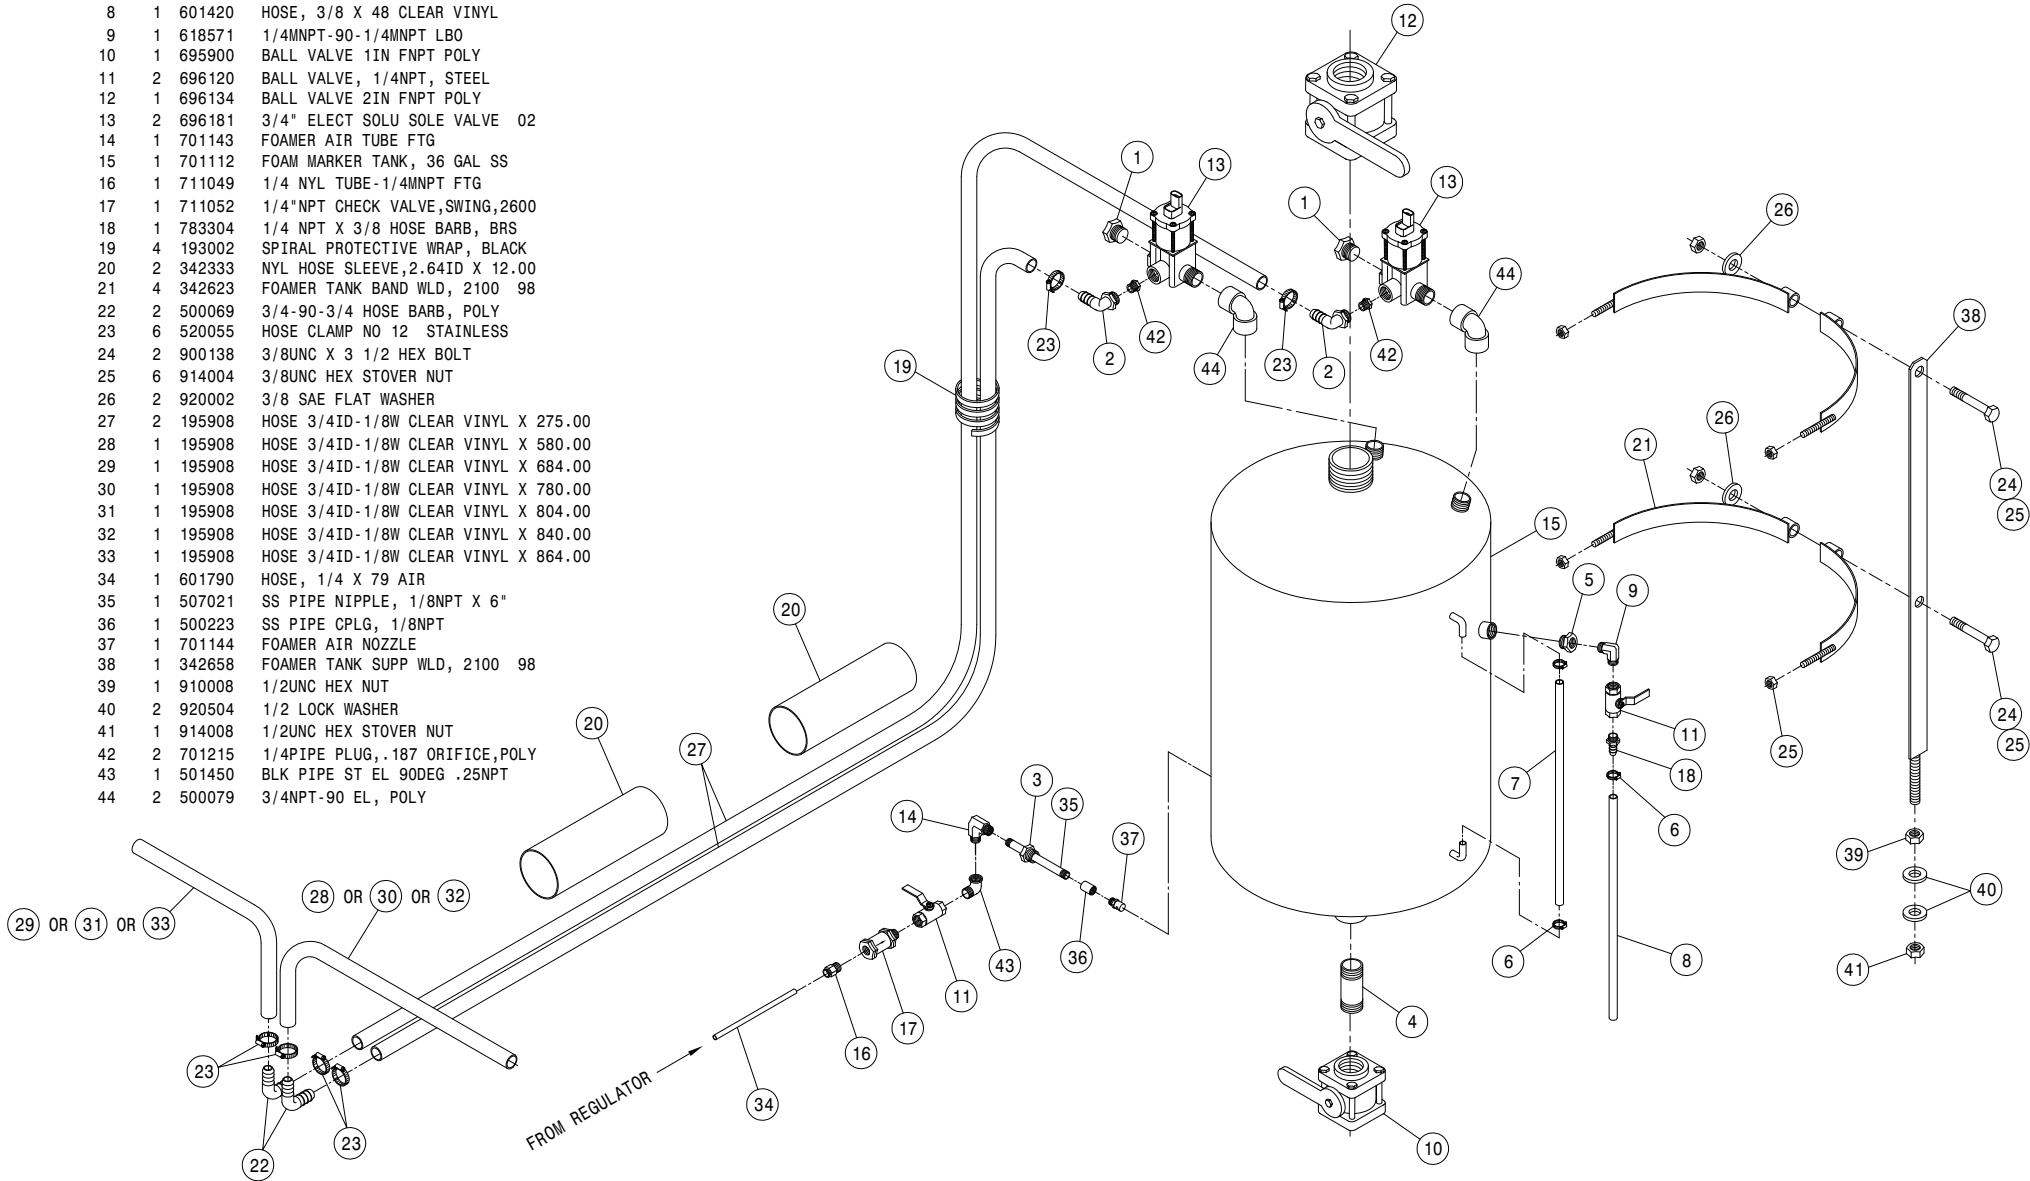 8 1 601420 HOSE, 3/8 X 48 CLEAR VINYL
9 1 618571 1/4MNPT-90-1/4MNPT LBO
10 1 695900 BALL VALVE 1IN FNPT POLY
11 2 696120 BALL VALVE, 1/4NPT, STEEL
12 1 696134 BALL VALVE 2IN FNPT POLY
13 2 696181 3/4" ELECT SOLU SOLE VALVE 02
14 1 701143 FOAMER AIR TUBE FTG
15 1 701112 FOAM MARKER TANK, 36 GAL SS
16 1 711049 1/4 NYL TUBE-1/4MNPT FTG
17 1 711052 1/4"NPT CHECK VALVE,SWING,2600
18 1 783304 1/4 NPT X 3/8 HOSE BARB, BRS
19 4 193002 SPIRAL PROTECTIVE WRAP, BLACK
20 2 342333 NYL HOSE SLEEVE,2.64ID X 12.00
21 4 342623 FOAMER TANK BAND WLD, 2100 98
22 2 500069 3/4-90-3/4 HOSE BARB, POLY
23 6 520055 HOSE CLAMP NO 12 STAINLESS
24 2 900138 3/8UNC X 3 1/2 HEX BOLT
25 6 914004 3/8UNC HEX STOVER NUT
26 2 920002 3/8 SAE FLAT WASHER
27 2 195908 HOSE 3/4ID-1/8W CLEAR VINYL X 275.00
28 1 195908 HOSE 3/4ID-1/8W CLEAR VINYL X 580.00
29 1 195908 HOSE 3/4ID-1/8W CLEAR VINYL X 684.00
30 1 195908 HOSE 3/4ID-1/8W CLEAR VINYL X 780.00
31 1 195908 HOSE 3/4ID-1/8W CLEAR VINYL X 804.00
32 1 195908 HOSE 3/4ID-1/8W CLEAR VINYL X 840.00
33 1 195908 HOSE 3/4ID-1/8W CLEAR VINYL X 864.00
34 1 601790 HOSE, 1/4 X 79 AIR
35 1 507021 SS PIPE NIPPLE, 1/8NPT X 6"
36 1 500223 SS PIPE CPLG, 1/8NPT
37 1 701144 FOAMER AIR NOZZLE
38 1 342658 FOAMER TANK SUPP WLD, 2100 98
39 1 910008 1/2UNC HEX NUT
40 2 920504 1/2 LOCK WASHER
41 1 914008 1/2UNC HEX STOVER NUT
42 2 701215 1/4PIPE PLUG,.187 ORIFICE,POLY
43 1 501450 BLK PIPE ST EL 90DEG .25NPT
44 2 500079 3/4NPT-90 EL, POLY
12
1
13
1
13
26
44
38
23
2
42
44
23
2
42
19
26
21
24
25
15
5
9
20
20
27
11
24
25
25
7
18
3
35
14
37
6
39
40
28 OR 30 OR 32
29 OR 31 OR 33
36
43
11
6
8
41
17
16
4
23
34
FROM REGULATOR
23
22
10